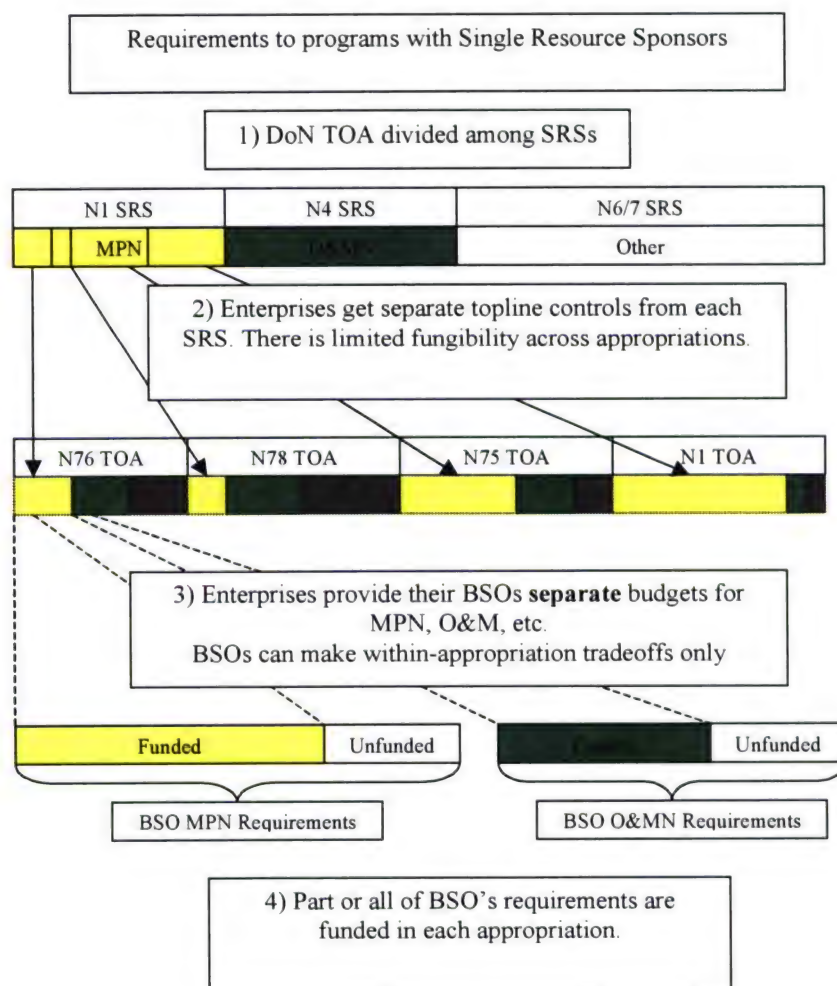 Requirements to programs with Single Resource Sponsors
1) DoN TOA divided among SRSs
N1 SRS
N4 SRS
N6/7 SRS
MPN
Other
2) Enterprises get separate topline controls from each
SRS. There is limited fungibility across appropriations.
N76 TOA
N78 TOA
N75 TOA
N1 TOA
3) Enterprises provide their BSOs separate budgets for
MPN, O&M, etc.
BSOs can make within-appropriation tradeoffs only
Funded
Unfunded
Unfunded
BSO MPN Requirements
BSO O&MN Requirements
4) Part or all of BSO's requirements are
funded in each appropriation.